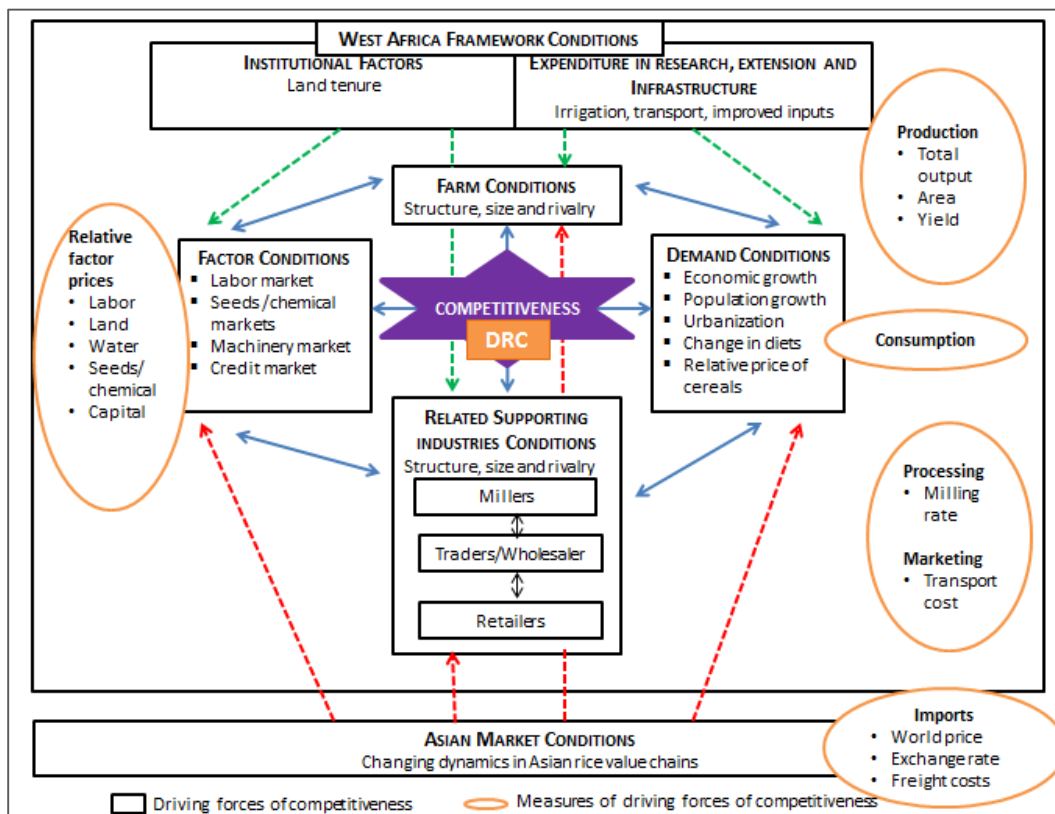 WEST AFRICA FRAMEWORK CONDITIONS
INSTITUTIONAL FACTORS
Land tenure
EXPENDITURE IN RESEARCH, EXTENSION AND
INFRASTRUCTURE
Irrigation, transport, improved inputs
Production
• Total
output
• Area
• Yield
FARM CONDITIONS
Structure, size and rivalry
Relative
factor
prices
• Labor
• Land
• Water
• Seeds/
chemical
• Capital
FACTOR CONDITIONS
▪ Labor market
▪ Seeds/chemical
markets
▪ Machinery market
▪ Credit market
COMPETITIVENESS
DRC
DEMAND CONDITIONS
▪ Economic growth
▪ Population growth
▪ Urbanization
▪ Change in diets
▪ Relative price of
cereals
Consumption
RELATED SUPPORTING
INDUSTRIES CONDITIONS
Structure, size and rivalry
Millers
Traders/Wholesaler
Retailers
Processing
• Milling
rate
Marketing
• Transport
cost
ASIAN MARKET CONDITIONS
Changing dynamics in Asian rice value chains
Imports
• World price
• Exchange rate
• Freight costs
Driving forces of competitiveness
Measures of driving forces of competitiveness